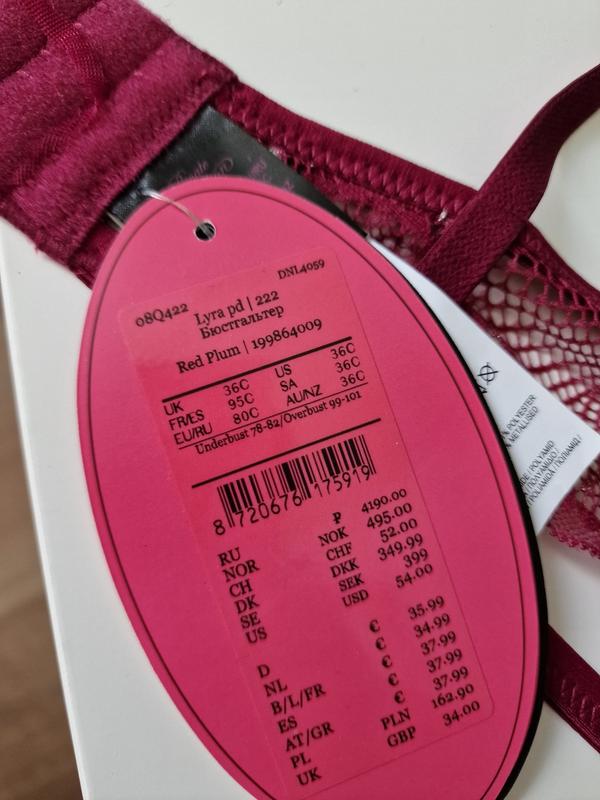 DNL4059
08Q422 Lyra pd | 222
Бюстгальтер
Red Plum | 199864009
UK 36C US 36C
FR/ES 95C SA 36C
EU/RU 80C AU/NZ 36C
Underbust 78-82/Overbust 99-101
8 720676 175919
RU ₽ 4190.00
NOR NOK 495.00
CH CHF 52.00
DK DKK 349.99
SE SEK 399
US USD 54.00
D € 35.99
NL € 34.99
B/L/FR € 37.99
ES € 37.99
AT/GR € 37.99
PL PLN 162.90
UK GBP 34.00
POLYESTER
METALLISED
/ POLYAMID